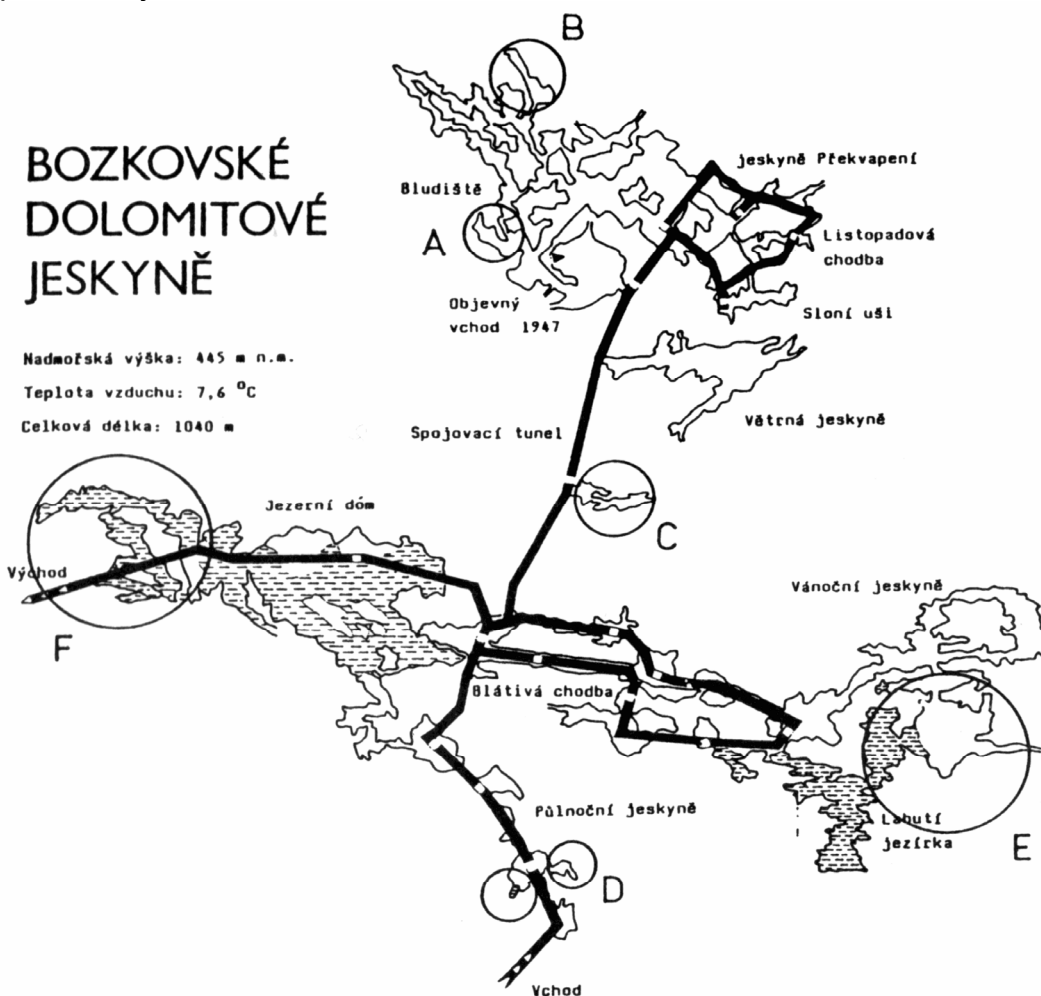 B
BOZKOVSKÉ
DOLOMITOVÉ
JESKYNĚ
jeskyně Překvapení
Bludiště
A
Listopadová
chodba
Objevný
vchod 1947
Sloní uši
Nadmořská výška: 445 m n.m.
Teplota vzduchu: 7,6 °C
Celková délka: 1040 m
Větrná jeskyně
Spojovací tunel
Jezerní dóm
C
Východ
Vánoční jeskyně
F
Blátivá chodba
Půlnoční jeskyně
Labutí
jezírka
E
D
Vchod